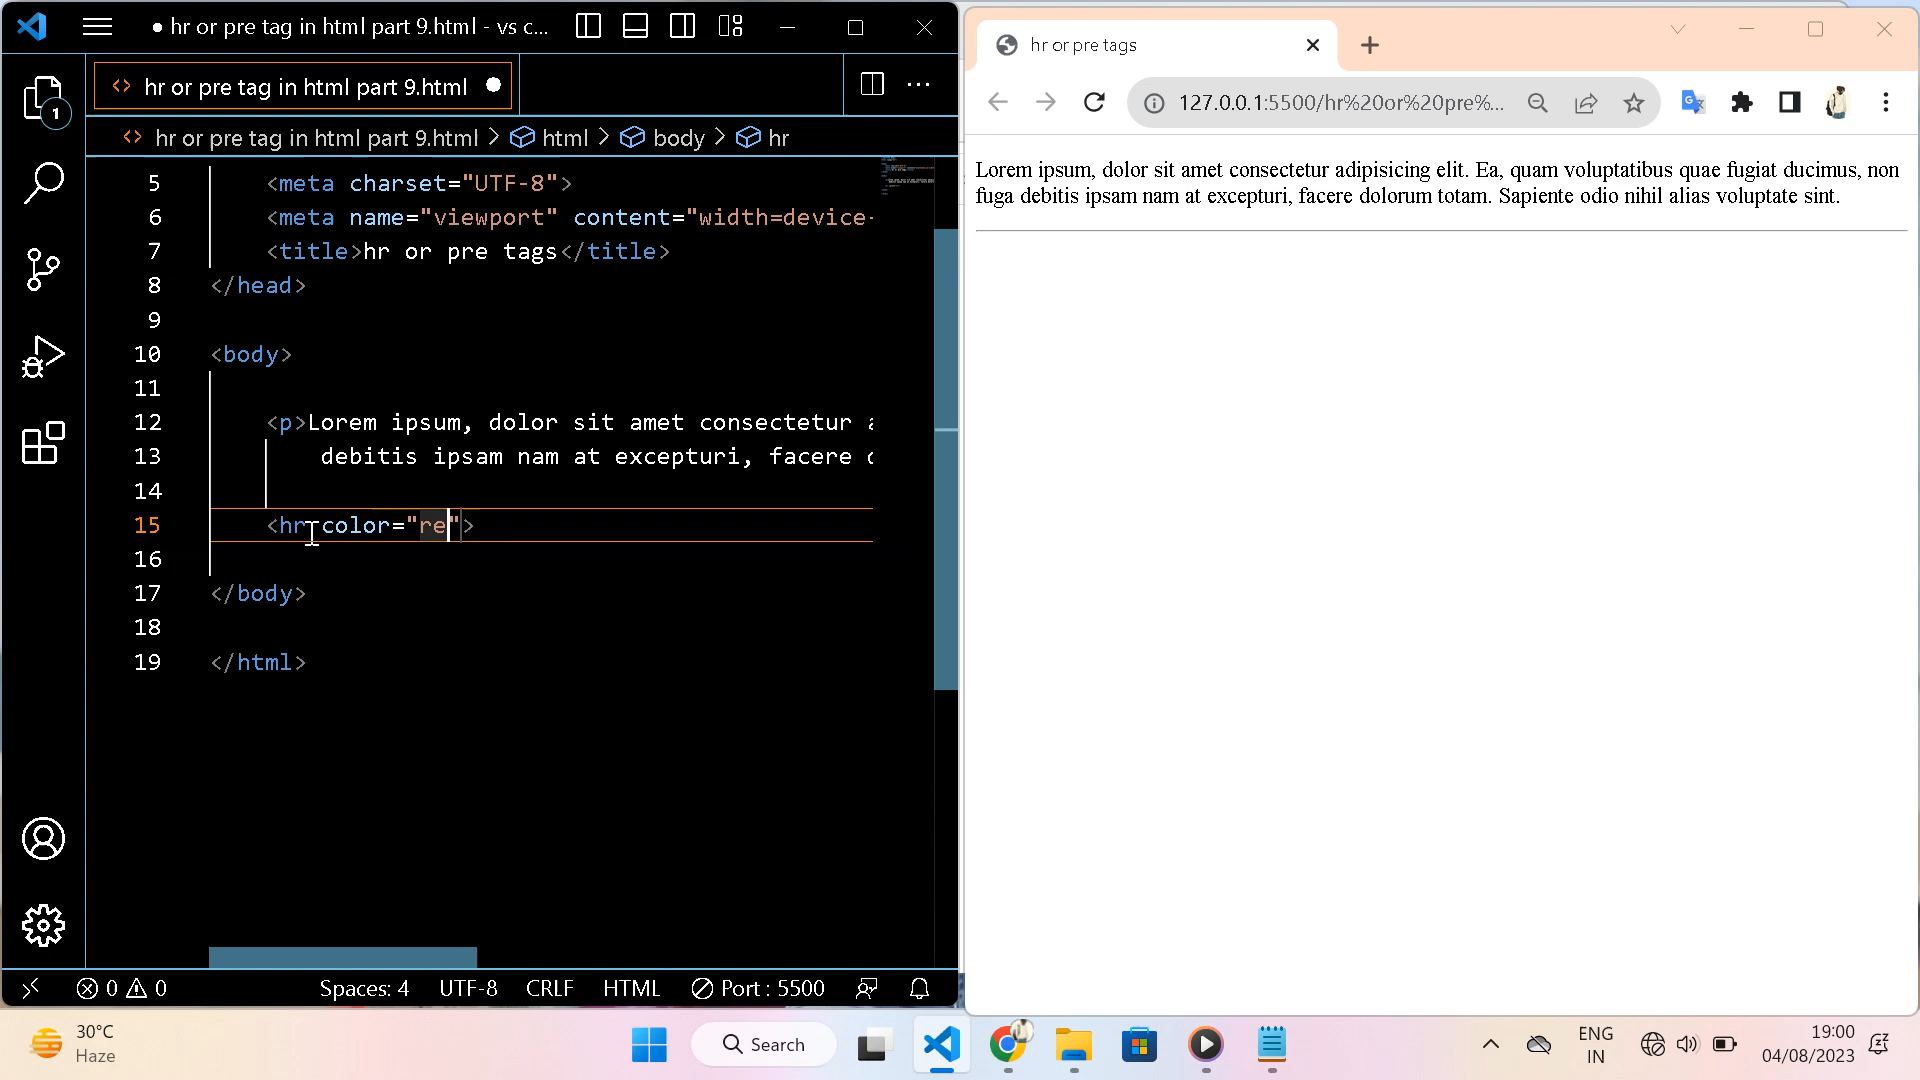 hr or pre tag in html part 9.html - vs c...
hr or pre tag in html part 9.html
hr or pre tag in html part 9.html > html > body > hr
1
5 <meta charset="UTF-8">
6 <meta name="viewport" content="width=device-
7 <title>hr or pre tags</title>
8 </head>
9
10 <body>
11
12 <p>Lorem ipsum, dolor sit amet consectetur a
13 debitis ipsam nam at excepturi, facere d
14
15 <hr color="re">
16
17 </body>
18
19 </html>
0 0 Spaces: 4 UTF-8 CRLF HTML Port : 5500
hr or pre tags
127.0.0.1:5500/hr%20or%20pre%...
Lorem ipsum, dolor sit amet consectetur adipisicing elit. Ea, quam voluptatibus quae fugiat ducimus, non
fuga debitis ipsam nam at excepturi, facere dolorum totam. Sapiente odio nihil alias voluptate sint.
30°C
Haze
Search
ENG
IN
19:00
04/08/2023